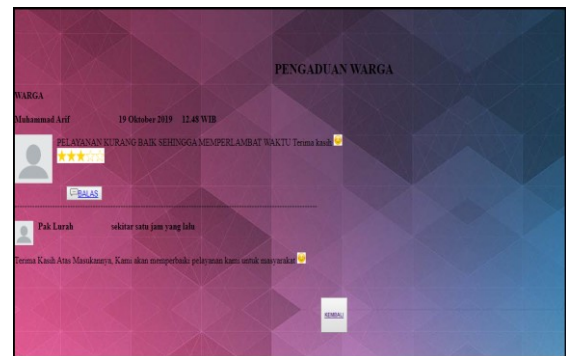 PENGADUAN WARGA
WARGA
Muhammad Arif 19 Oktober 2019 12.48 WIB
PELAYANAN KURANG BAIK SEHINGGA MEMPERLAMBAT WAKTU Terima kasih
BALAS
Pak Lurah sekitar satu jam yang lalu
Terima Kasih Atas Masukannya, Kami akan memperbaiki pelayanan kami untuk masyarakat
KEMBALI